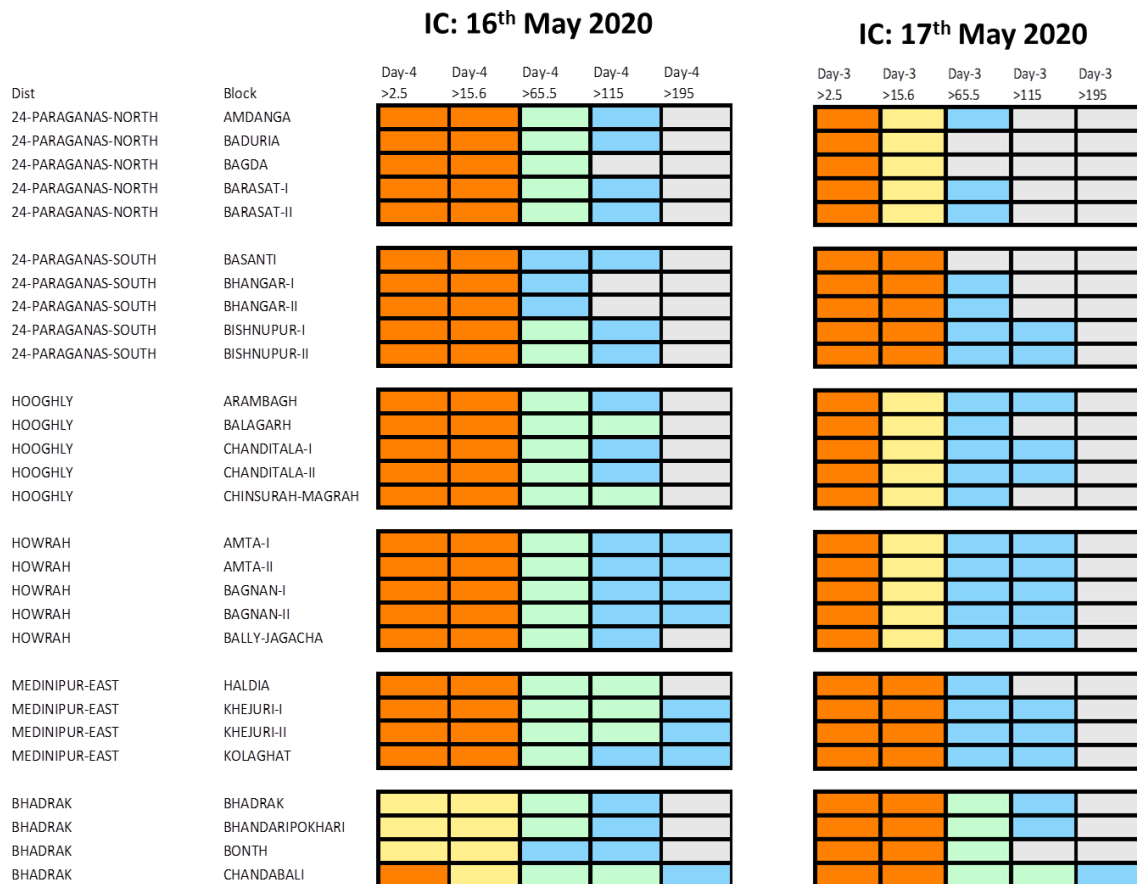 IC: 16th May 2020
IC: 17th May 2020
Dist Block Day-4 >2.5 Day-4 >15.6 Day-4 >65.5 Day-4 >115 Day-4 >195 Day-3 >2.5 Day-3 >15.6 Day-3 >65.5 Day-3 >115 Day-3 >195
24-PARAGANAS-NORTH AMDANGA
24-PARAGANAS-NORTH BADURIA
24-PARAGANAS-NORTH BAGDA
24-PARAGANAS-NORTH BARASAT-I
24-PARAGANAS-NORTH BARASAT-II
24-PARAGANAS-SOUTH BASANTI
24-PARAGANAS-SOUTH BHANGAR-I
24-PARAGANAS-SOUTH BHANGAR-II
24-PARAGANAS-SOUTH BISHNUPUR-I
24-PARAGANAS-SOUTH BISHNUPUR-II
HOOGHLY ARAMBAGH
HOOGHLY BALAGARH
HOOGHLY CHANDITALA-I
HOOGHLY CHANDITALA-II
HOOGHLY CHINSURAH-MAGRAH
HOWRAH AMTA-I
HOWRAH AMTA-II
HOWRAH BAGNAN-I
HOWRAH BAGNAN-II
HOWRAH BALLY-JAGACHA
MEDINIPUR-EAST HALDIA
MEDINIPUR-EAST KHEJURI-I
MEDINIPUR-EAST KHEJURI-II
MEDINIPUR-EAST KOLAGHAT
BHADRAK BHADRAK
BHADRAK BHANDARIPOKHARI
BHADRAK BONTH
BHADRAK CHANDABALI